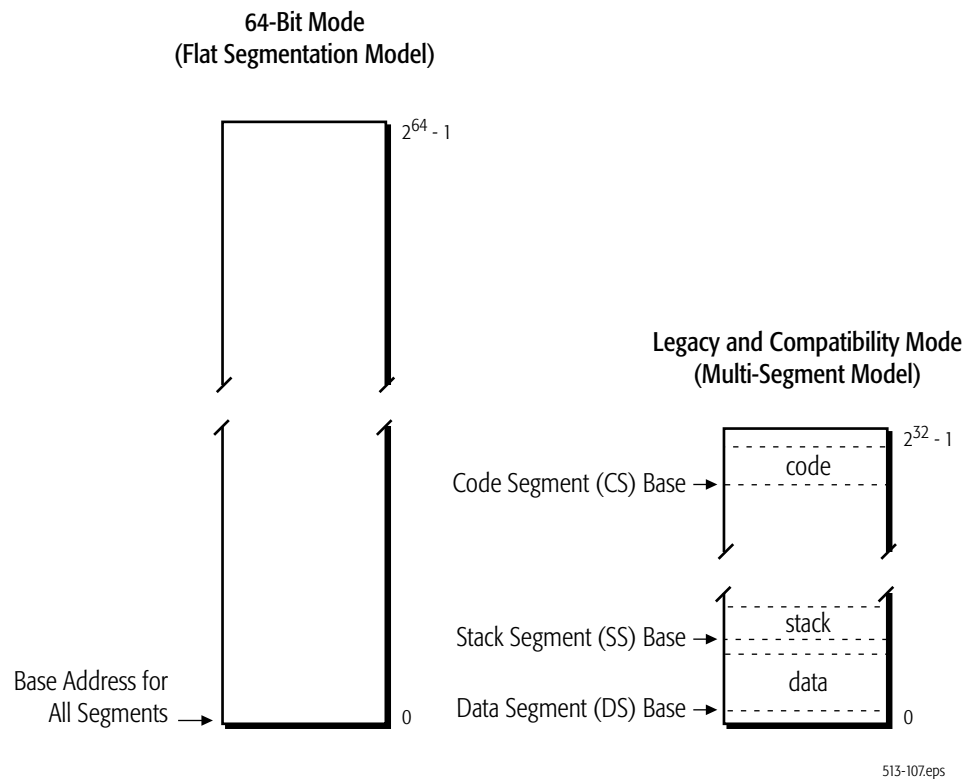 64-Bit Mode
(Flat Segmentation Model)
2^64 - 1
Legacy and Compatibility Mode
(Multi-Segment Model)
2^32 - 1
code
Code Segment (CS) Base
stack
Stack Segment (SS) Base
data
Data Segment (DS) Base
0
Base Address for
All Segments
0
513-107.eps